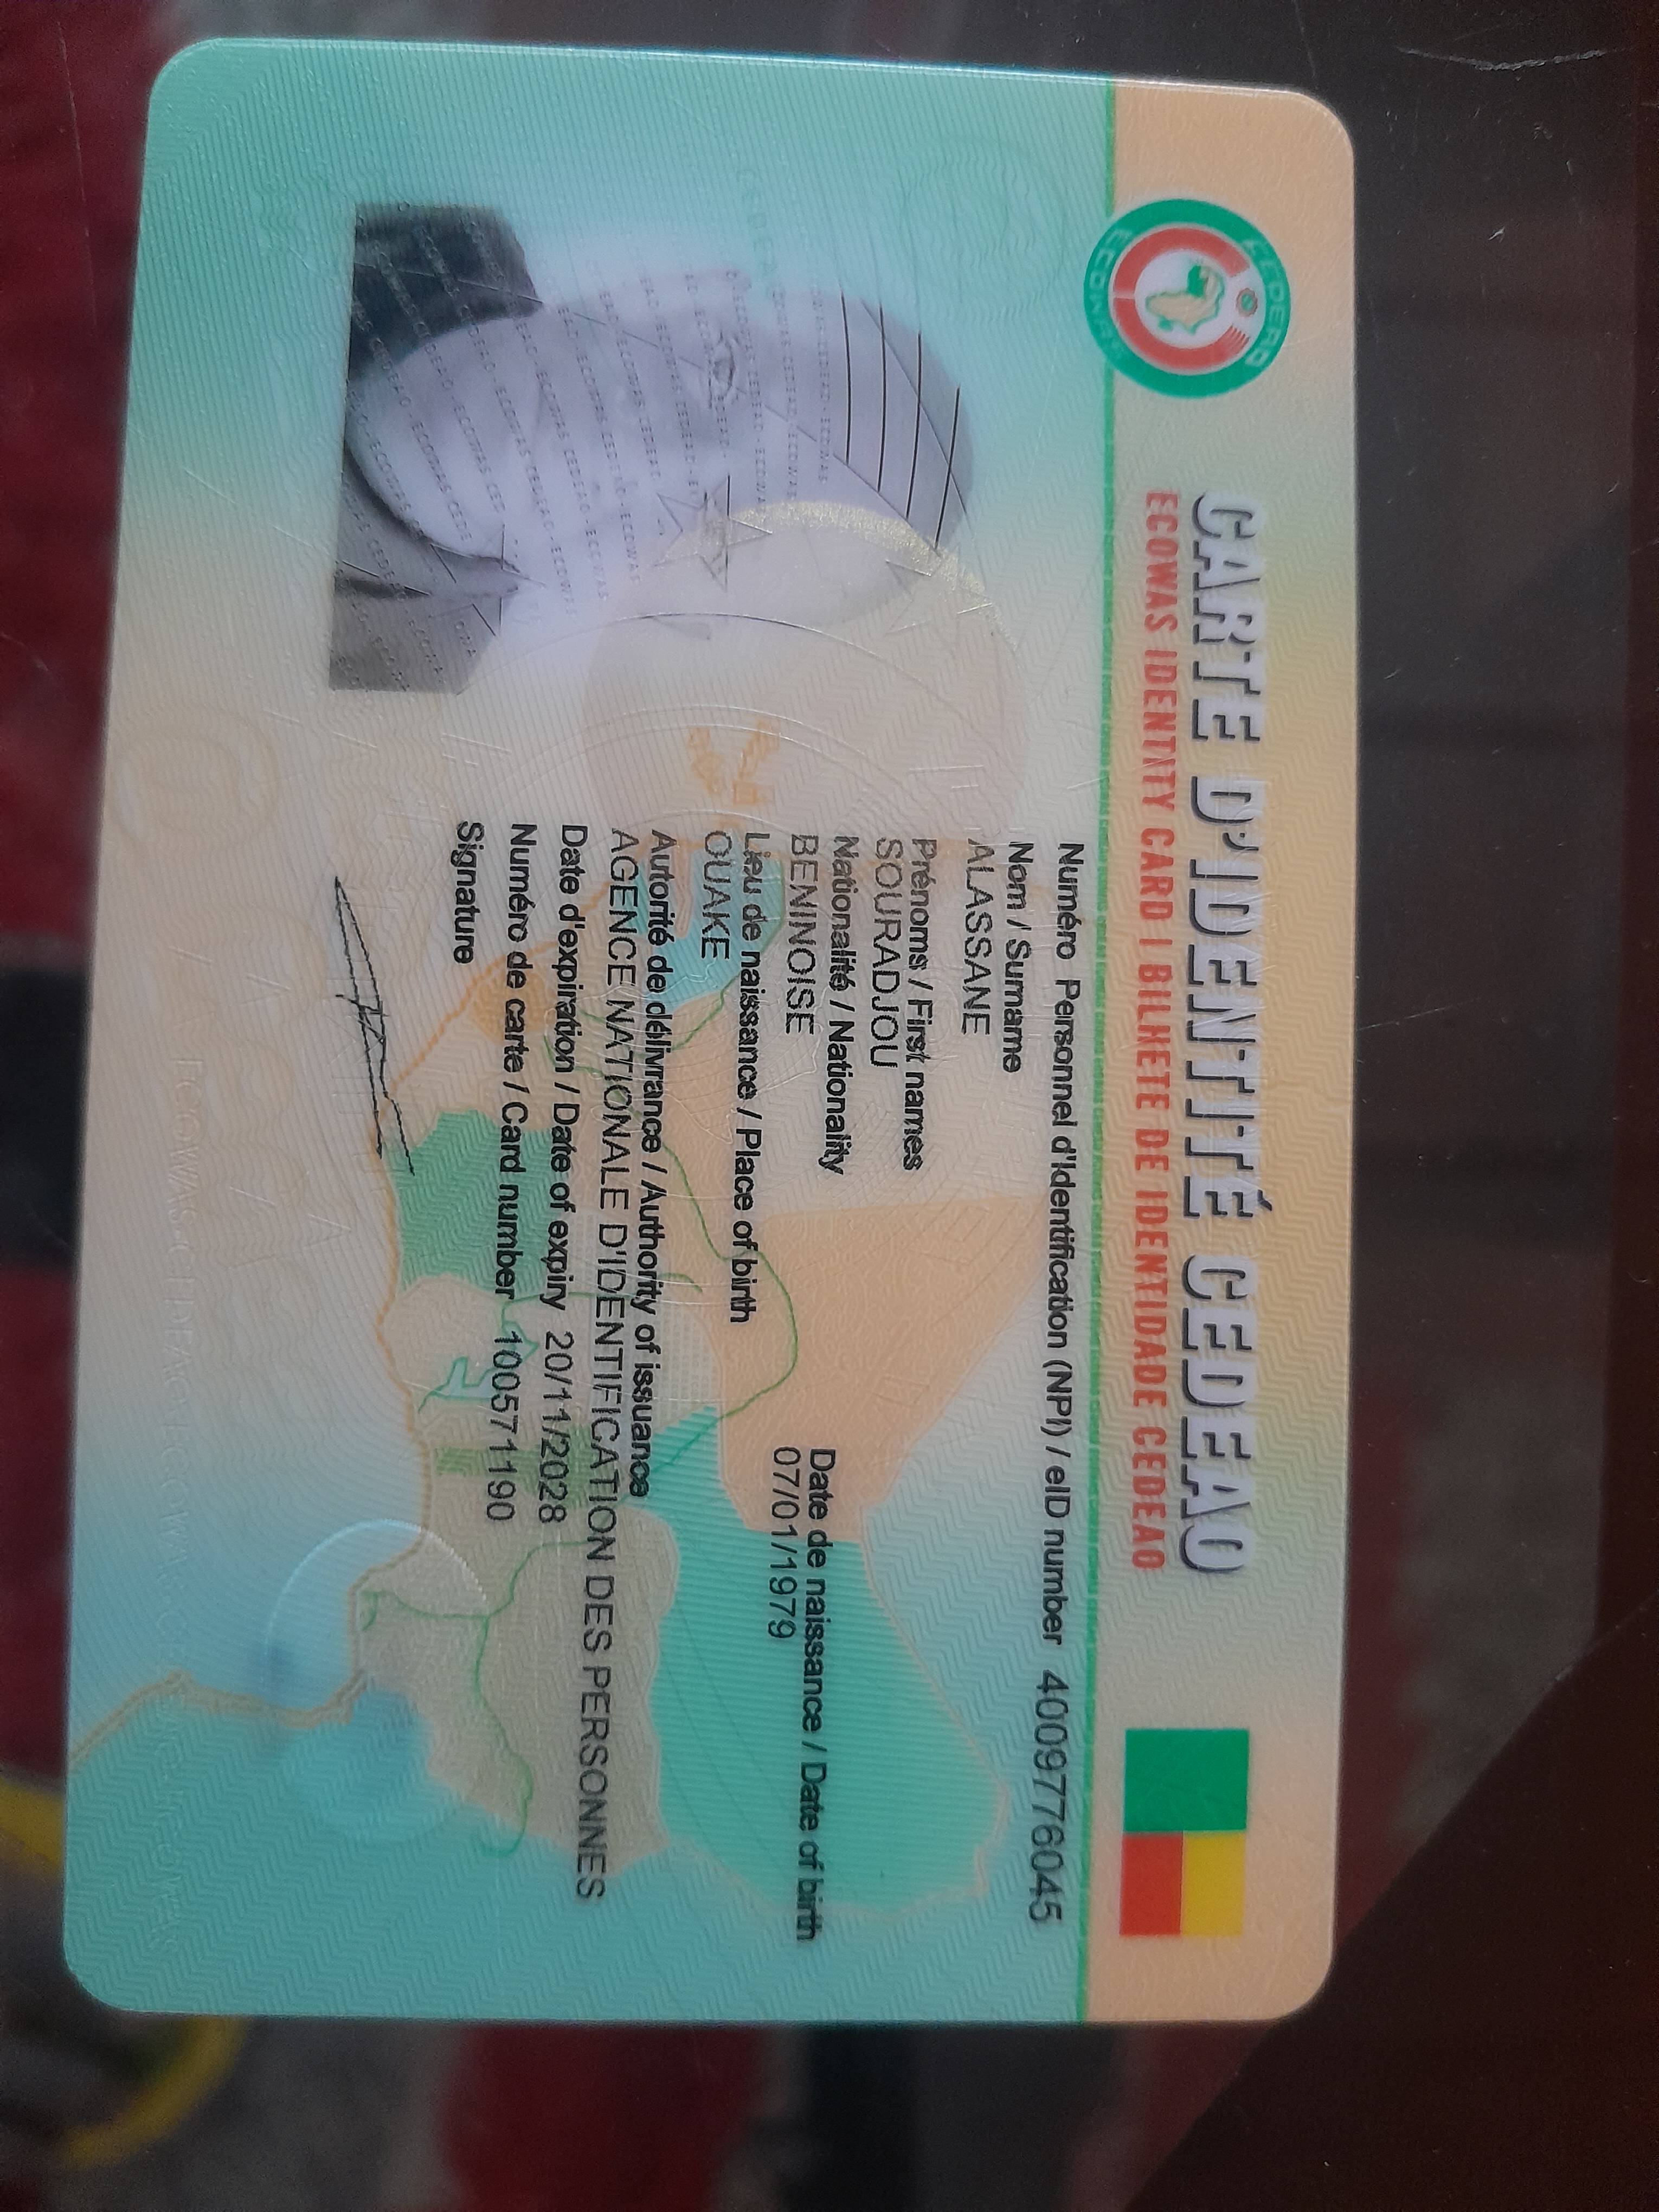 CEDEAO
ECOWAS
CARTE D'IDENTITÉ CEDEAO
ECOWAS IDENTITY CARD | BILHETE DE IDENTIDADE CEDEAO
Numéro Personnel d'Identification (NPI) / eID number 4009776045
Nom / Surname
ALASSANE
Prénoms / First names
SOURADJOU
Nationalité / Nationality
BENINOISE
Date de naissance / Date of birth
07/01/1979
Lieu de naissance / Place of birth
OUAKE
Autorité de délivrance / Authority of issuance
AGENCE NATIONALE D'IDENTIFICATION DES PERSONNES
Date d'expiration / Date of expiry 20/11/2028
Numéro de carte / Card number 100571190
Signature